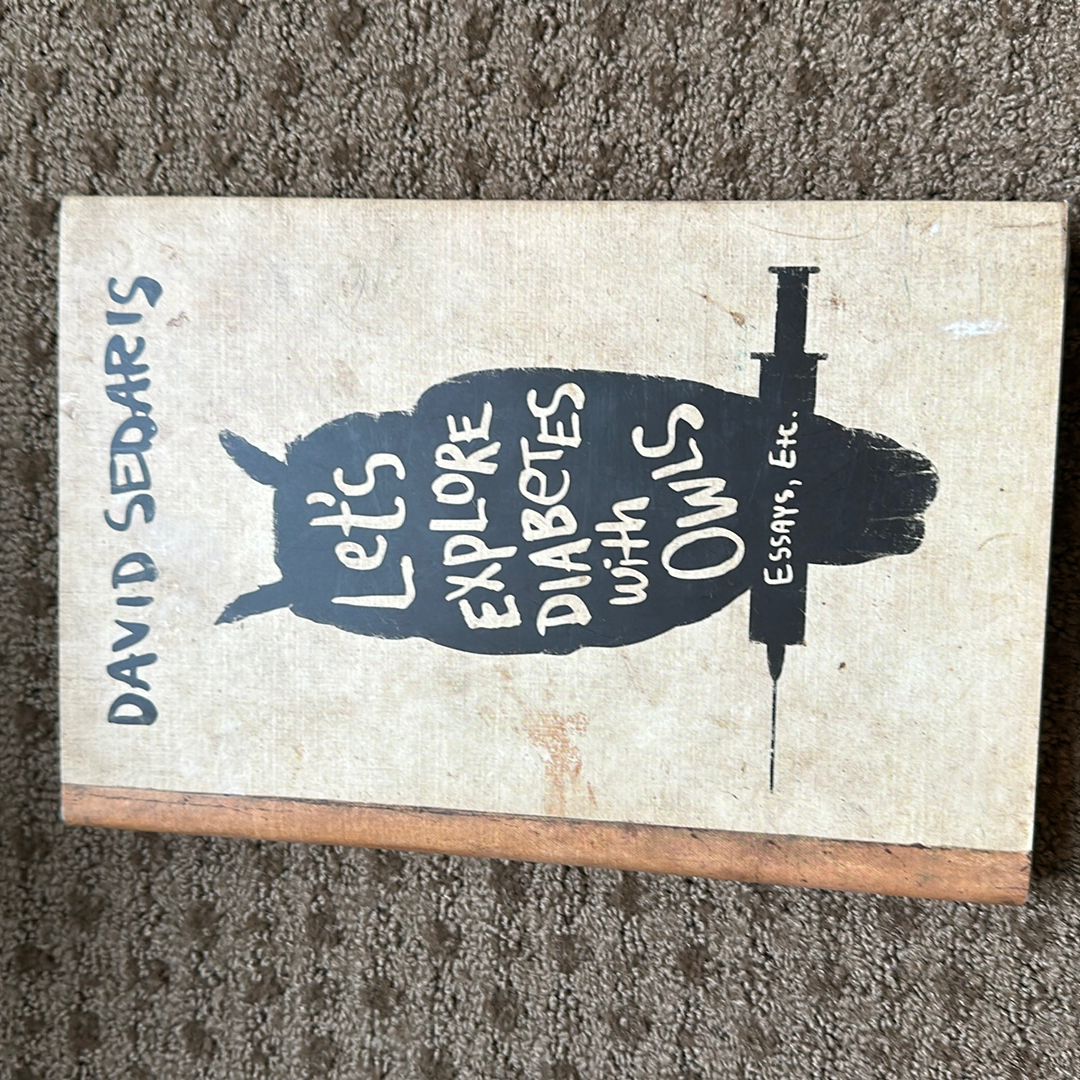 DAVID SEDARIS
Let's
EXPLORE
DIABETES
with
OWLS
ESSAYS, Etc.